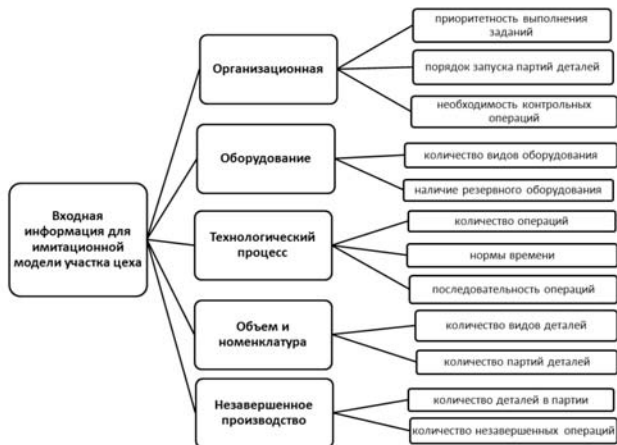 Входная
информация для
имитационной
модели участка цеха
Организационная
приоритетность выполнения
заданий
порядок запуска партий деталей
необходимость контрольных
операций
Оборудование
количество видов оборудования
наличие резервного оборудования
Технологический
процесс
количество операций
нормы времени
последовательность операций
Объем и
номенклатура
количество видов деталей
количество партий деталей
Незавершенное
производство
количество деталей в партии
количество незавершенных операций